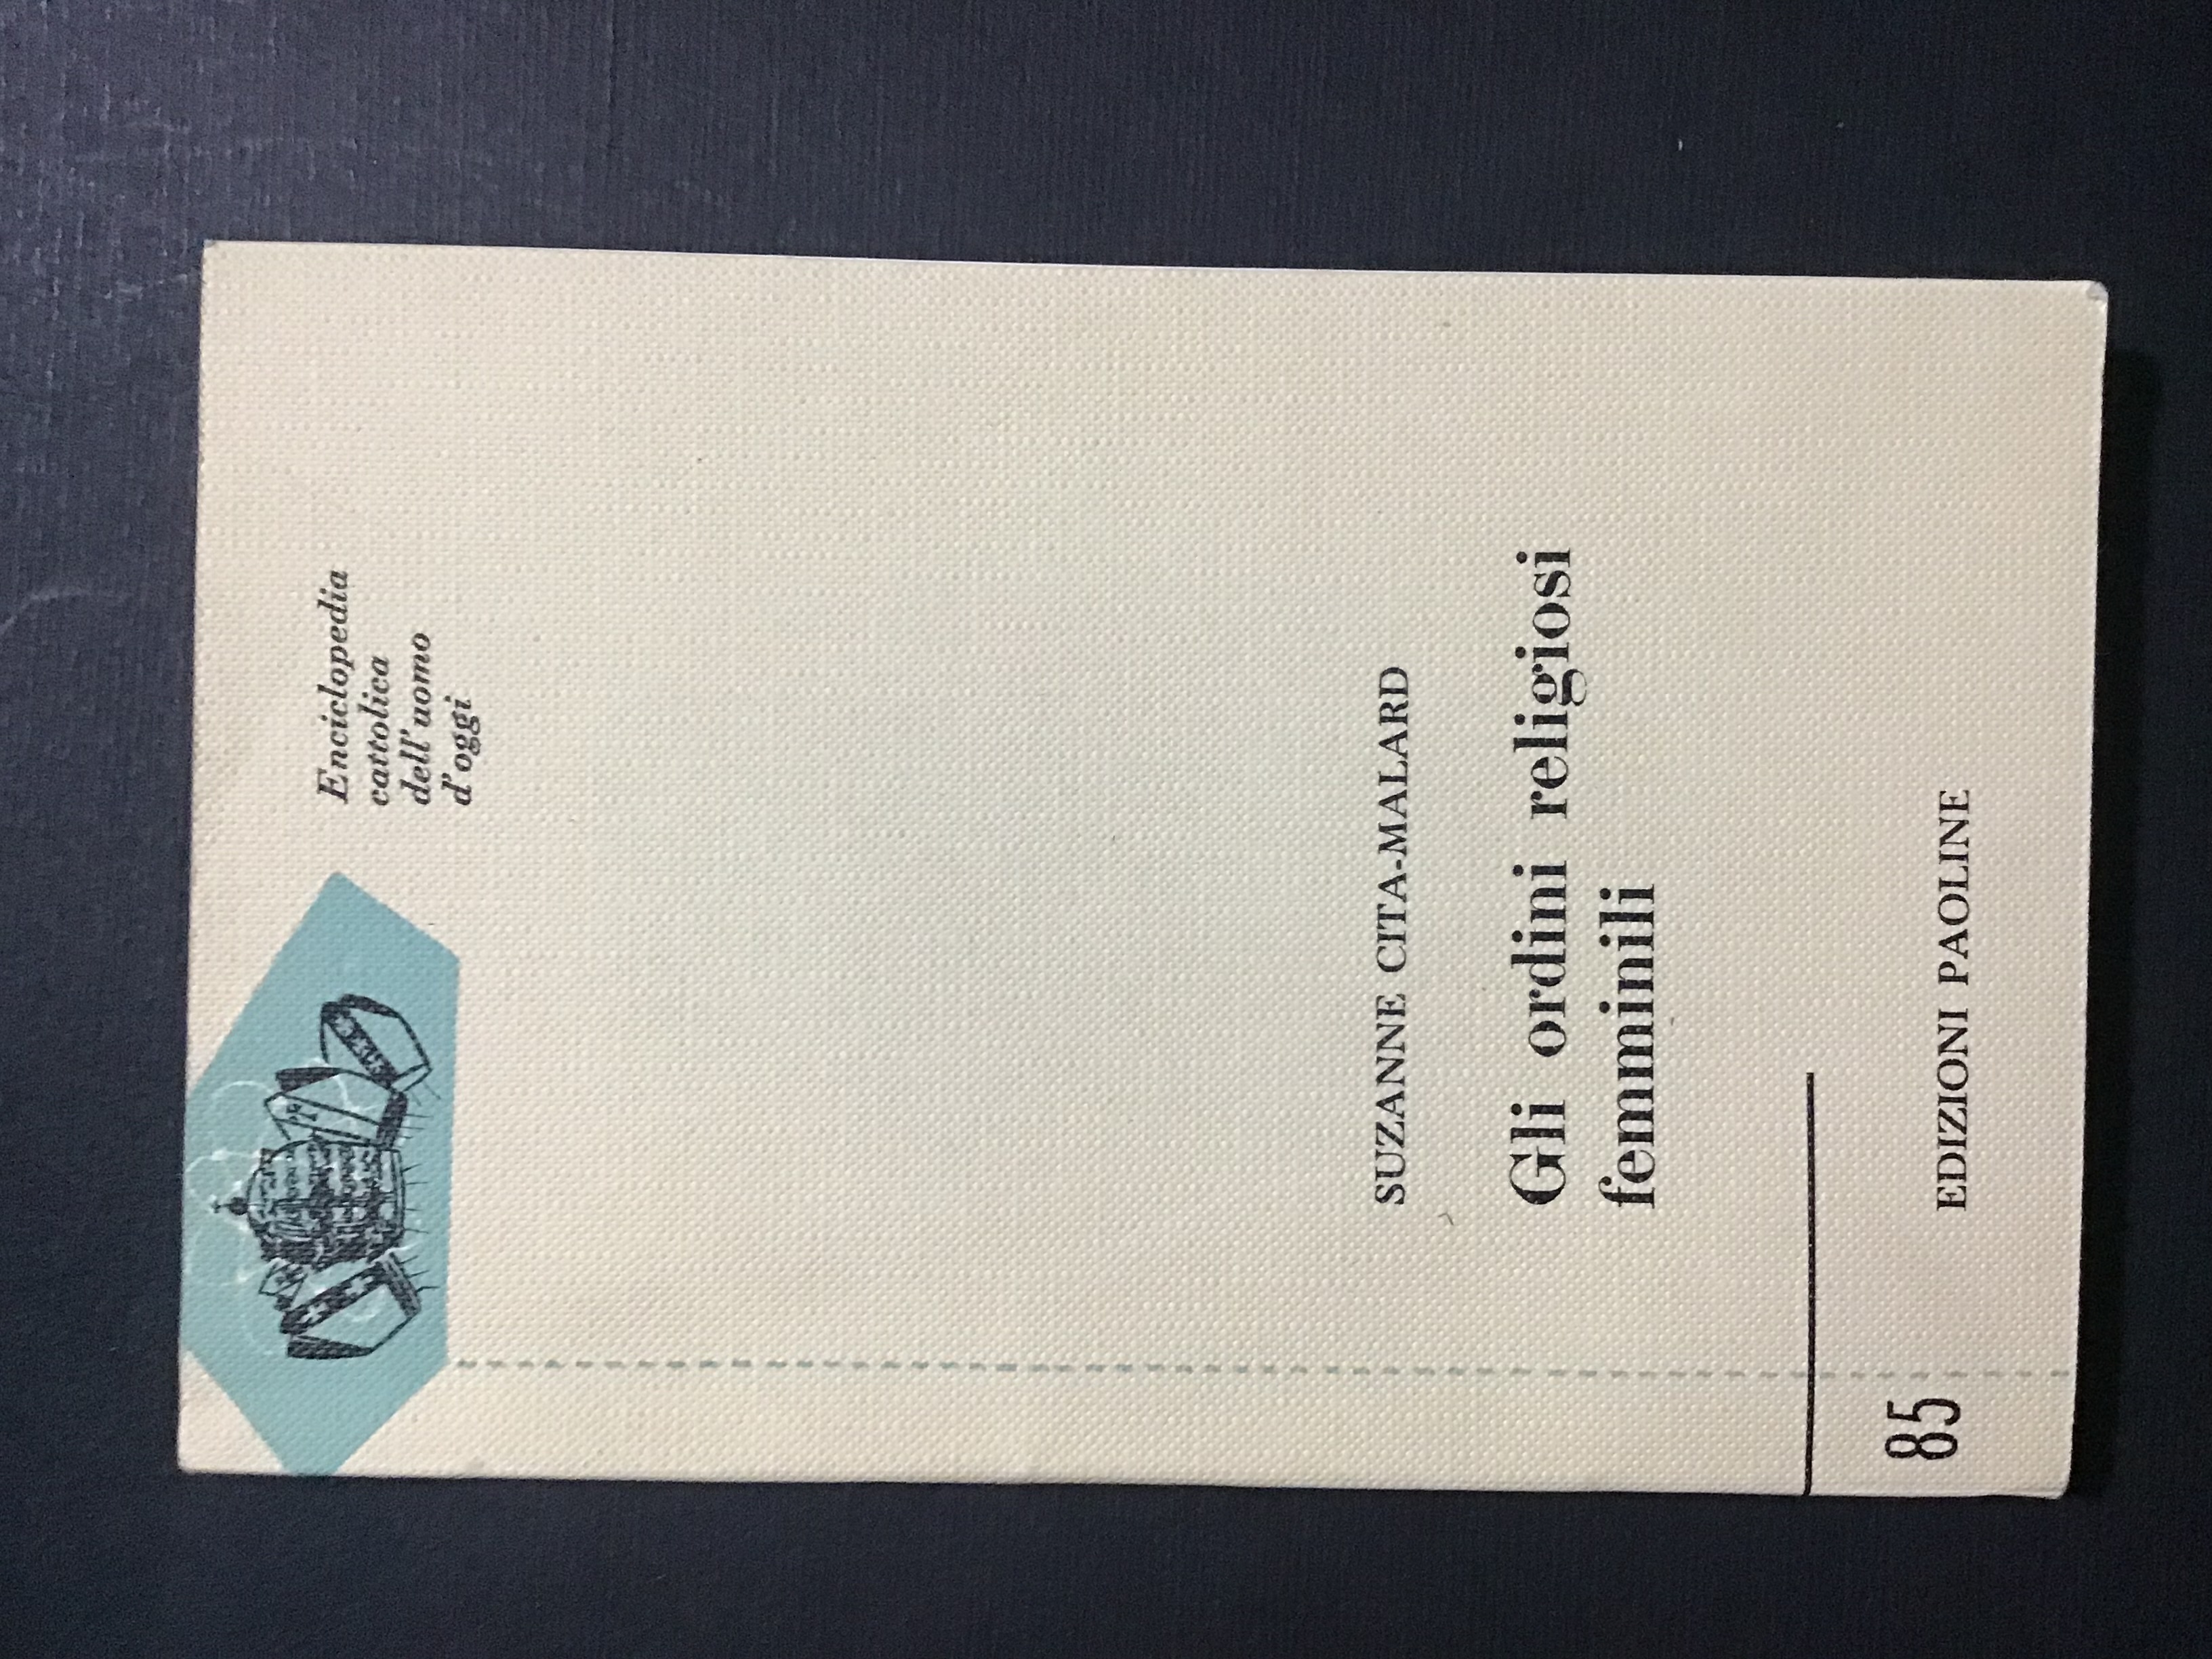 Enciclopedia
cattolica
dell'uomo
d'oggi
SUZANNE CITA-MALARD
Gli ordini religiosi
femminili
85
EDIZIONI PAOLINE